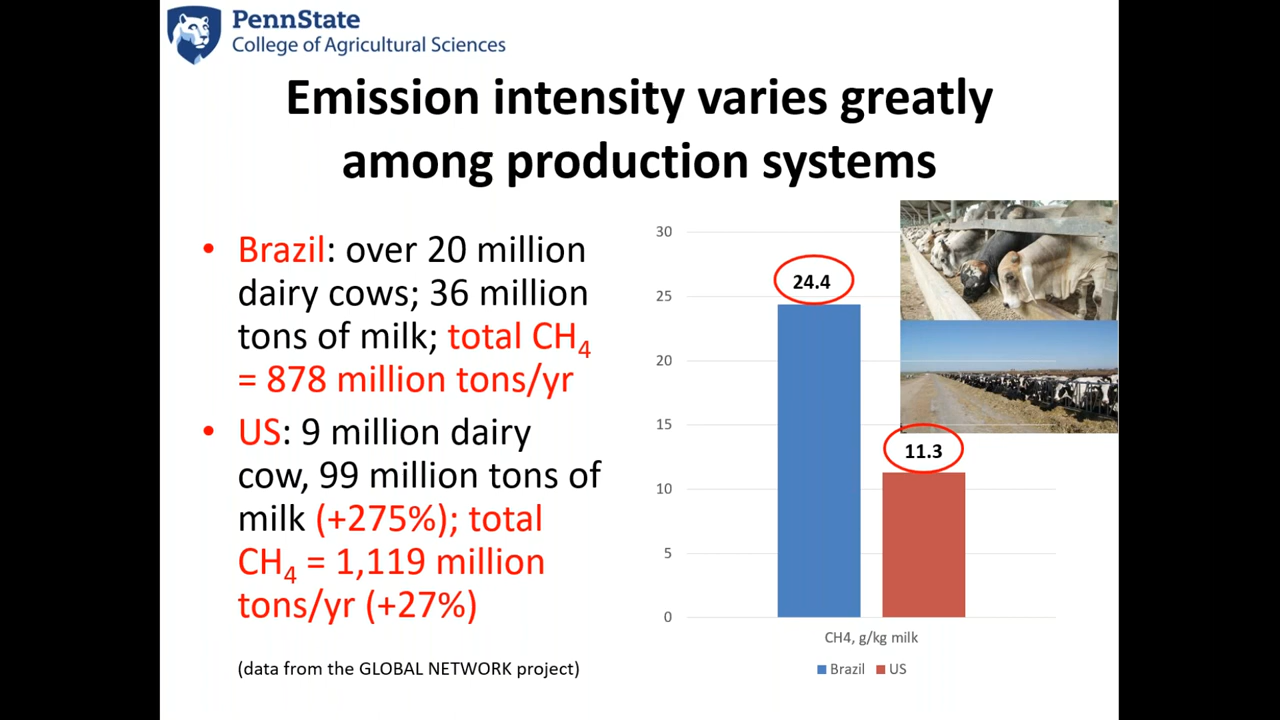 PennState
College of Agricultural Sciences
Emission intensity varies greatly
among production systems
• Brazil: over 20 million
dairy cows; 36 million
tons of milk; total CH₄
= 878 million tons/yr
• US: 9 million dairy
cow, 99 million tons of
milk (+275%); total
CH₄ = 1,119 million
tons/yr (+27%)
(data from the GLOBAL NETWORK project)
30
25
20
15
10
5
0
24.4
11.3
CH4, g/kg milk
Brazil US